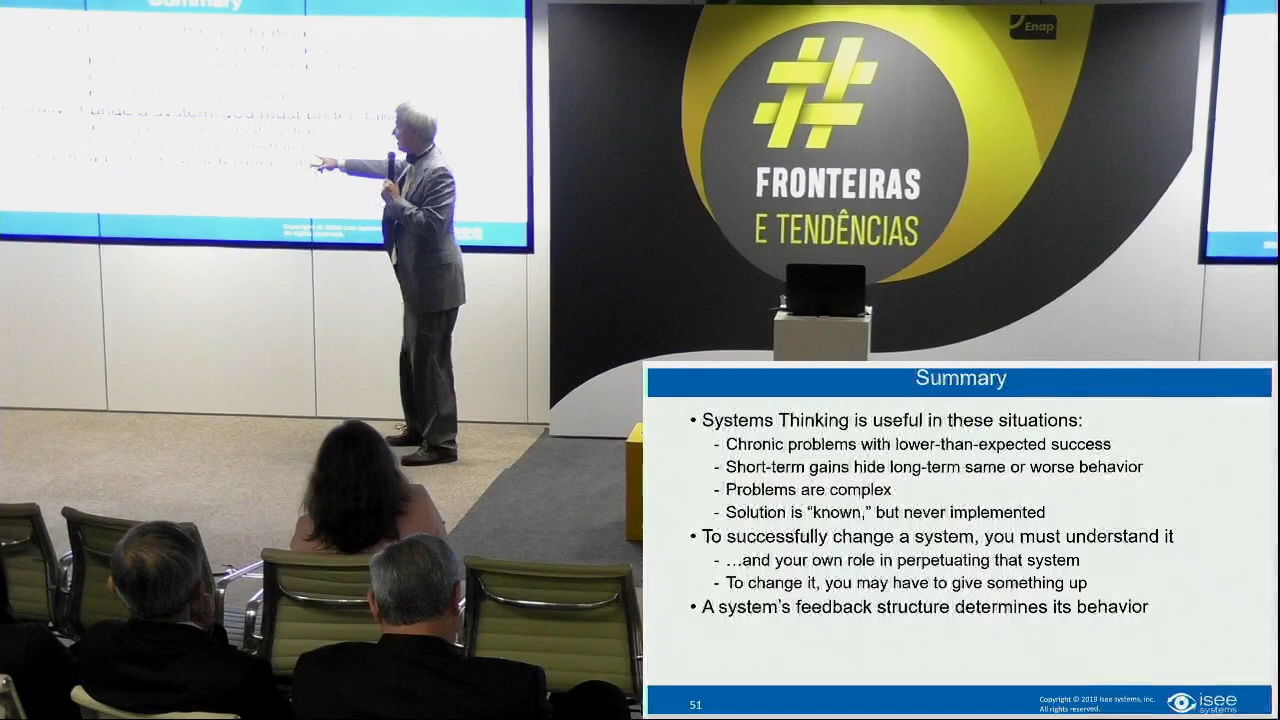 Summary
Enap
#
FRONTEIRAS
E TENDÊNCIAS
Summary
• Systems Thinking is useful in these situations:
- Chronic problems with lower-than-expected success
- Short-term gains hide long-term same or worse behavior
- Problems are complex
- Solution is “known,” but never implemented
• To successfully change a system, you must understand it
- …and your own role in perpetuating that system
- To change it, you may have to give something up
• A system’s feedback structure determines its behavior
51
Copyright © 2019 isee systems, inc.
All rights reserved.
isee
systems